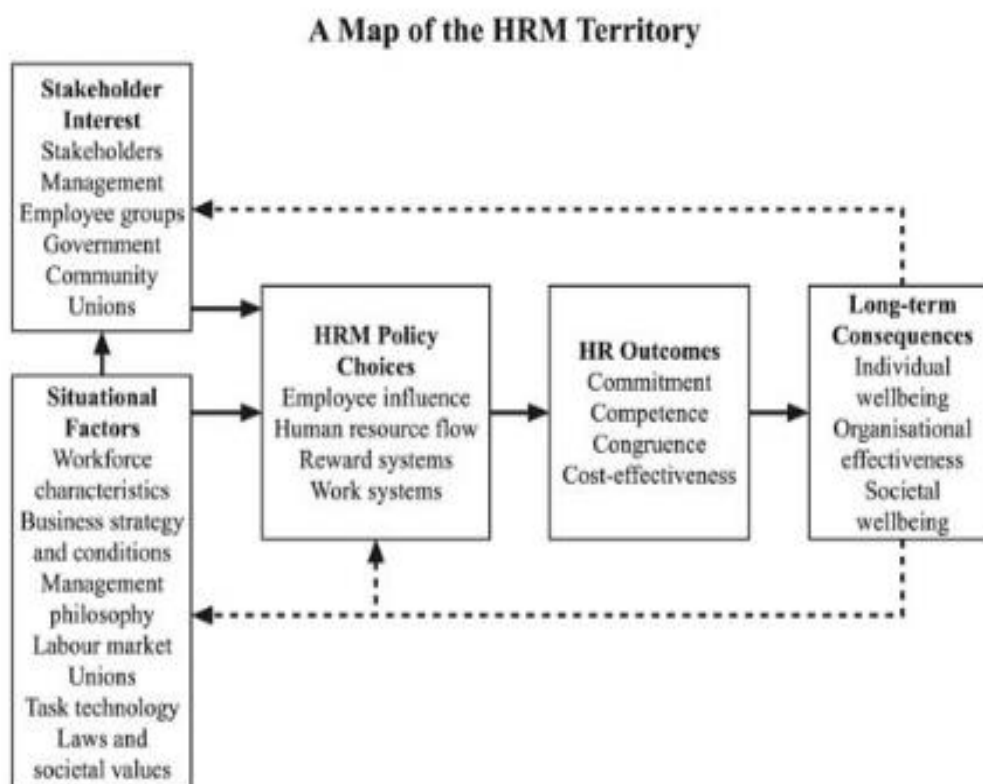 A Map of the HRM Territory
Stakeholder
Interest
Stakeholders
Management
Employee groups
Government
Community
Unions
Situational
Factors
Workforce
characteristics
Business strategy
and conditions
Management
philosophy
Labour market
Unions
Task technology
Laws and
societal values
HRM Policy
Choices
Employee influence
Human resource flow
Reward systems
Work systems
HR Outcomes
Commitment
Competence
Congruence
Cost-effectiveness
Long-term
Consequences
Individual
wellbeing
Organisational
effectiveness
Societal
wellbeing